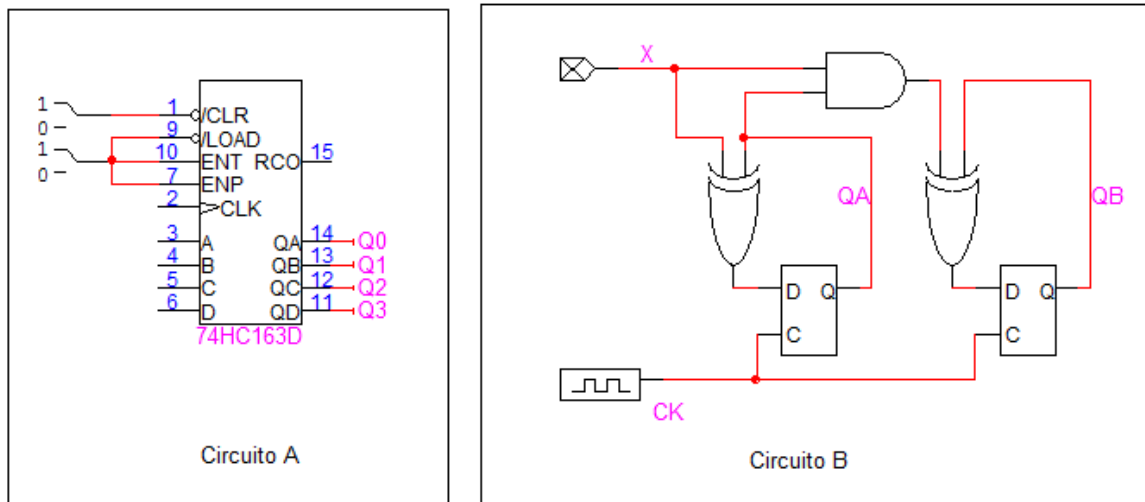 1
0
1
0
1
/CLR
9
/LOAD
10
ENT
RCO
15
7
ENP
2
CLK
3
A
QA
14
Q0
4
B
QB
13
Q1
5
C
QC
12
Q2
6
D
QD
11
Q3
74HC163D
Circuito A
X
QA
QB
D
Q
C
D
Q
C
CK
Circuito B